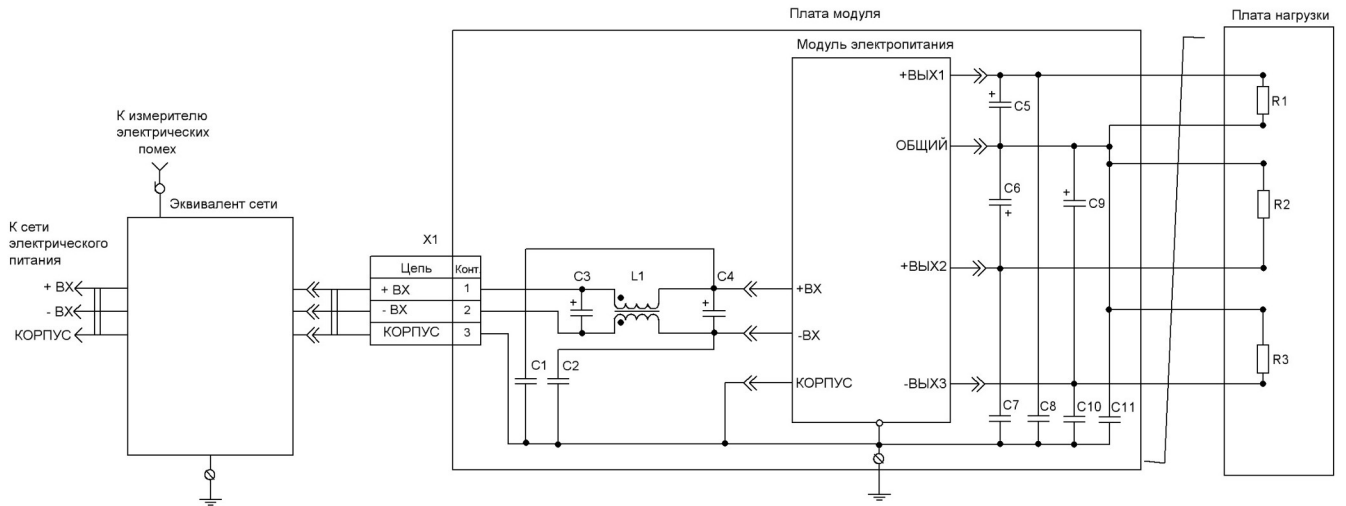 Плата модуля
Плата нагрузки
Модуль электропитания
+ВЫХ1
C5
R1
К измерителю
электрических
помех
ОБЩИЙ
C6
C9
R2
Эквивалент сети
К сети
электрического
питания
X1
Цепь
Конт.
C3
L1
C4
+ВЫХ2
+ ВХ
+ ВХ
1
+ВХ
- ВХ
- ВХ
2
КОРПУС
КОРПУС
3
-ВХ
R3
C1
C2
КОРПУС
-ВЫХ3
C7
C8
C10
C11